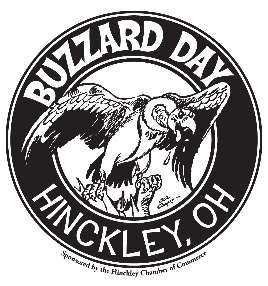 BUZZARD DAY
HINCKLEY, OH
Sponsored by the Hinckley Chamber of Commerce